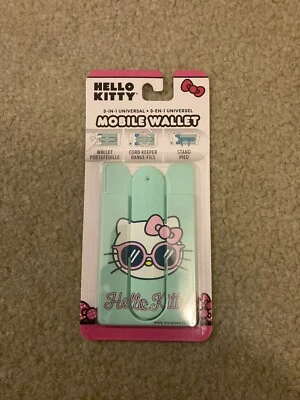 HELLO
KITTY
3-IN-1 UNIVERSAL • 3-EN-1 UNIVERSEL
MOBILE WALLET
WALLET
PORTEFEUILLE
CORD KEEPER
RANGE-FILS
STAND
PIED
Hello Kitty